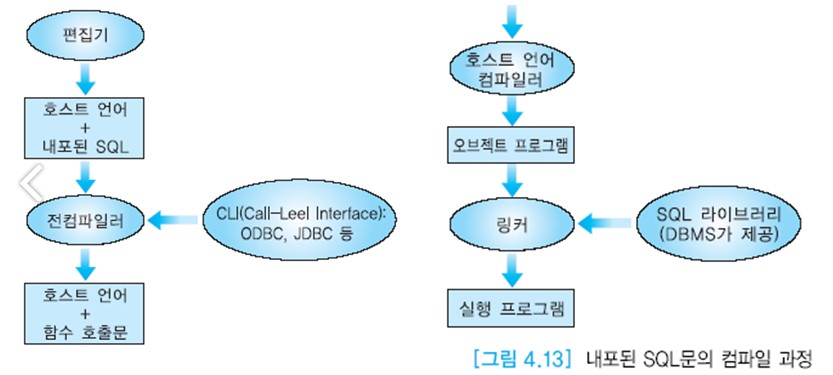 편집기
호스트 언어
+
내포된 SQL
전컴파일러
CLI(Call-Leel Interface):
ODBC, JDBC 등
호스트 언어
+
함수 호출문
호스트 언어
컴파일러
오브젝트 프로그램
링커
SQL 라이브러리
(DBMS가 제공)
실행 프로그램
[그림 4.13] 내포된 SQL문의 컴파일 과정